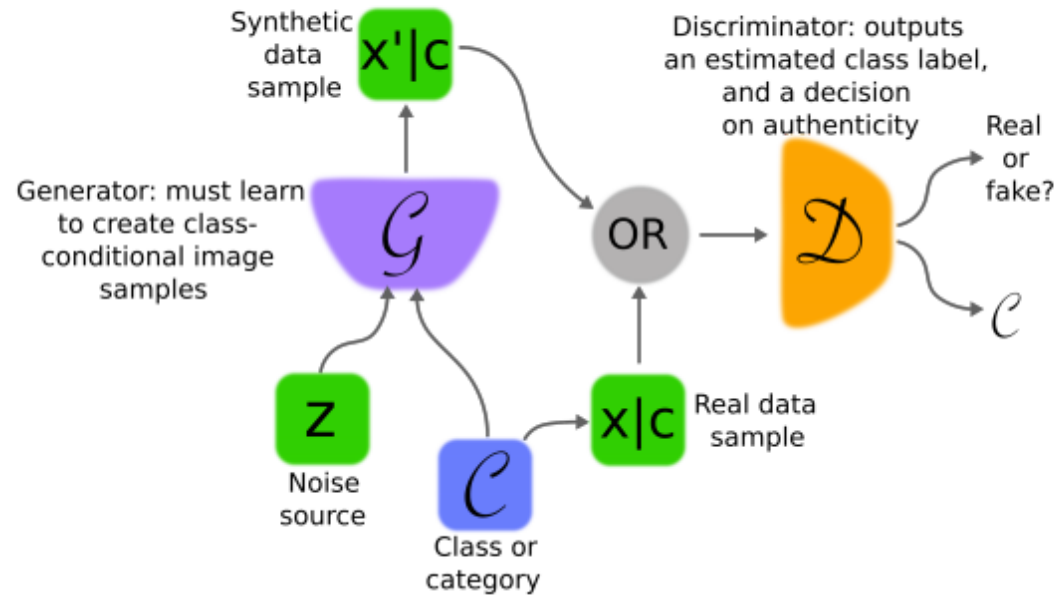 Synthetic
data
sample
x'|c
Discriminator: outputs
an estimated class label,
and a decision
on authenticity
Real
or
fake?
Generator: must learn
to create class-
conditional image
samples
G
OR
D
C
z
Noise
source
C
Class or
category
x|c
Real data
sample